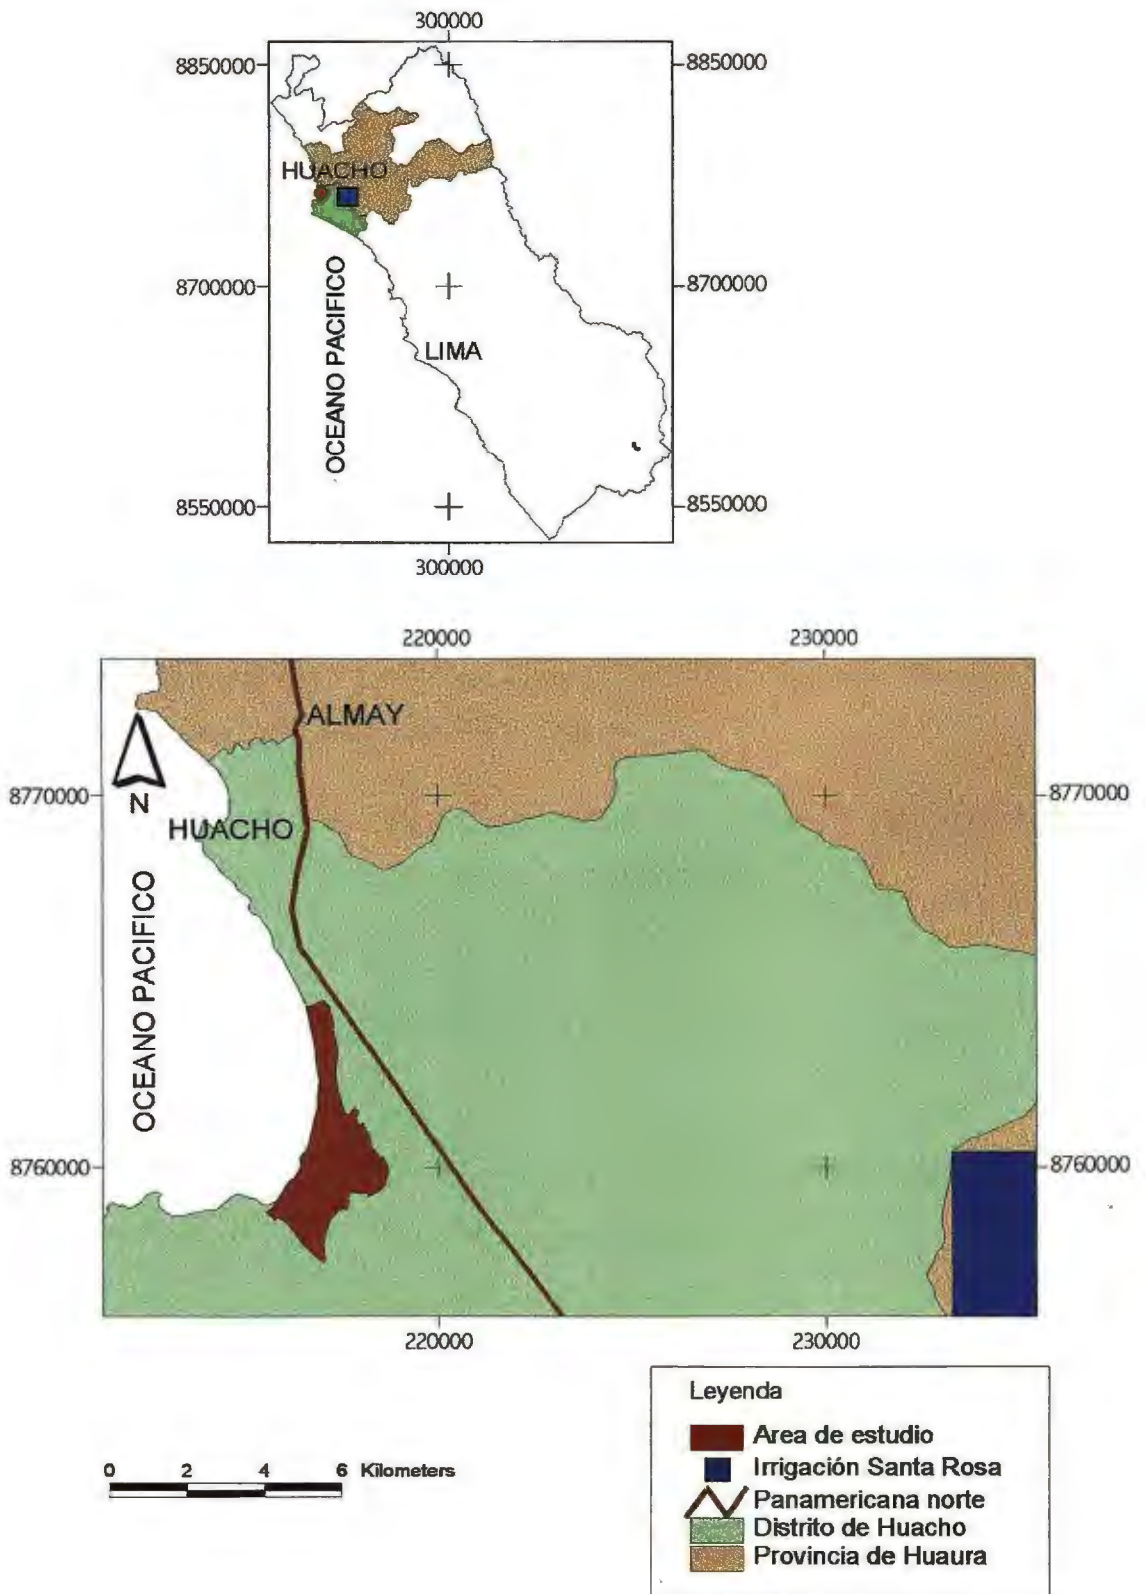 300000
8850000
8850000
HUACHO
8700000
8700000
OCEANO PACIFICO
LIMA
8550000
8550000
300000
220000
230000
ALMAY
8770000
8770000
N
HUACHO
OCEANO PACIFICO
8760000
8760000
220000
230000
Leyenda
Area de estudio
Irrigación Santa Rosa
Panamericana norte
Distrito de Huacho
Provincia de Huaura
0 2 4 6 Kilometers